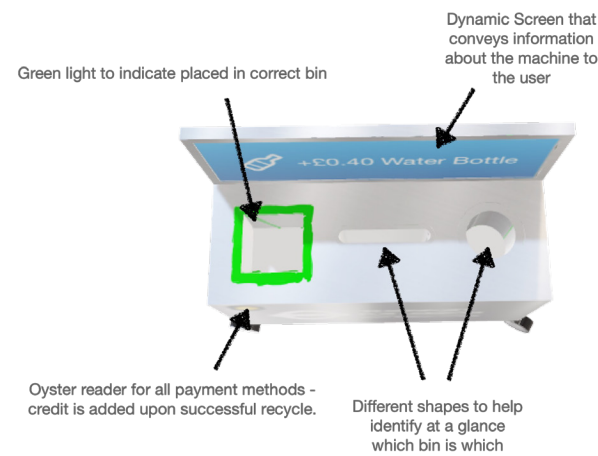 Dynamic Screen that
conveys information
about the machine to
the user
Green light to indicate placed in correct bin
+£0.40 Water Bottle
Oyster reader for all payment methods -
credit is added upon successful recycle.
Different shapes to help
identify at a glance
which bin is which